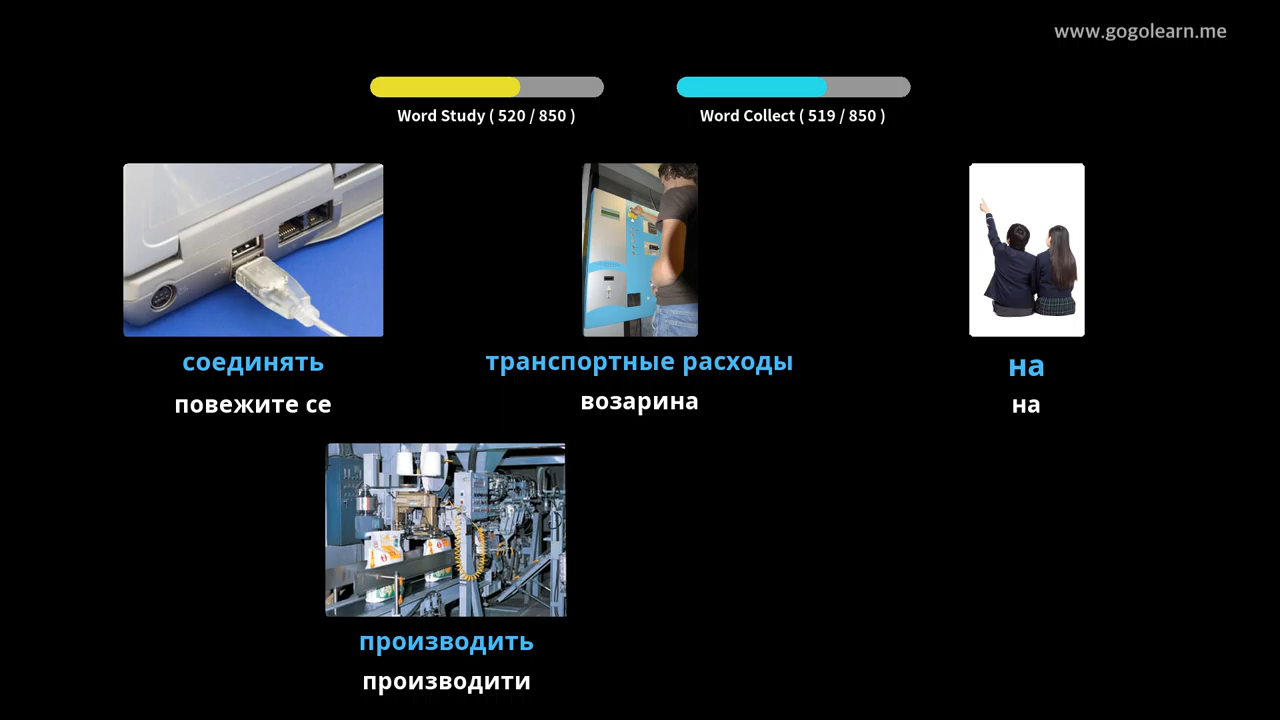 www.gogolearn.me
Word Study ( 520 / 850 )
Word Collect ( 519 / 850 )
соединять
повежите се
транспортные расходы
возарина
на
на
производить
производити